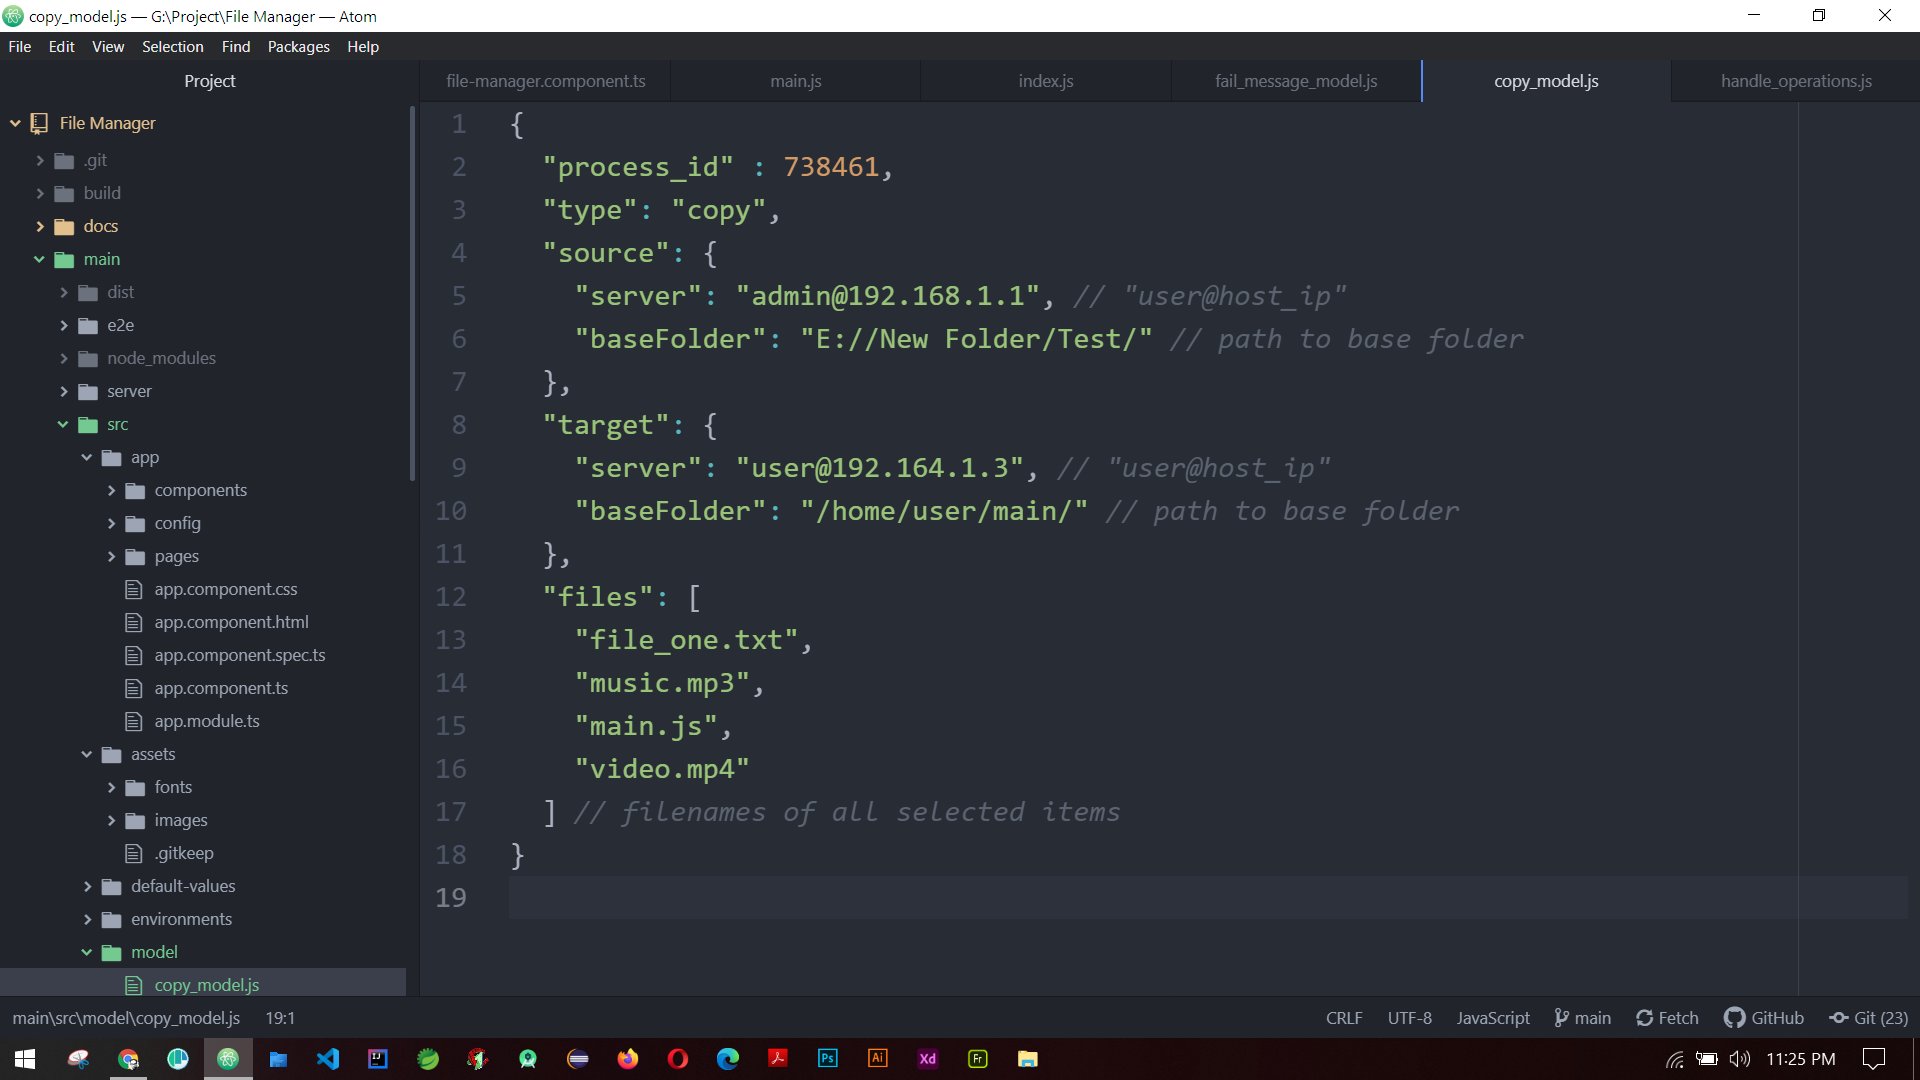 copy_model.js — G:\Project\File Manager — Atom
File Edit View Selection Find Packages Help
Project
file-manager.component.ts
main.js
index.js
fail_message_model.js
copy_model.js
handle_operations.js
File Manager
.git
build
docs
main
dist
e2e
node_modules
server
src
app
components
config
pages
app.component.css
app.component.html
app.component.spec.ts
app.component.ts
app.module.ts
assets
fonts
images
.gitkeep
default-values
environments
model
copy_model.js
1 {
2 "process_id" : 738461,
3 "type": "copy",
4 "source": {
5 "server": "admin@192.168.1.1", // "user@host_ip"
6 "baseFolder": "E://New Folder/Test/" // path to base folder
7 },
8 "target": {
9 "server": "user@192.164.1.3", // "user@host_ip"
10 "baseFolder": "/home/user/main/" // path to base folder
11 },
12 "files": [
13 "file_one.txt",
14 "music.mp3",
15 "main.js",
16 "video.mp4"
17 ] // filenames of all selected items
18 }
19
main\src\model\copy_model.js 19:1 CRLF UTF-8 JavaScript main Fetch GitHub Git (23)
Ps Ai Xd Fr 11:25 PM